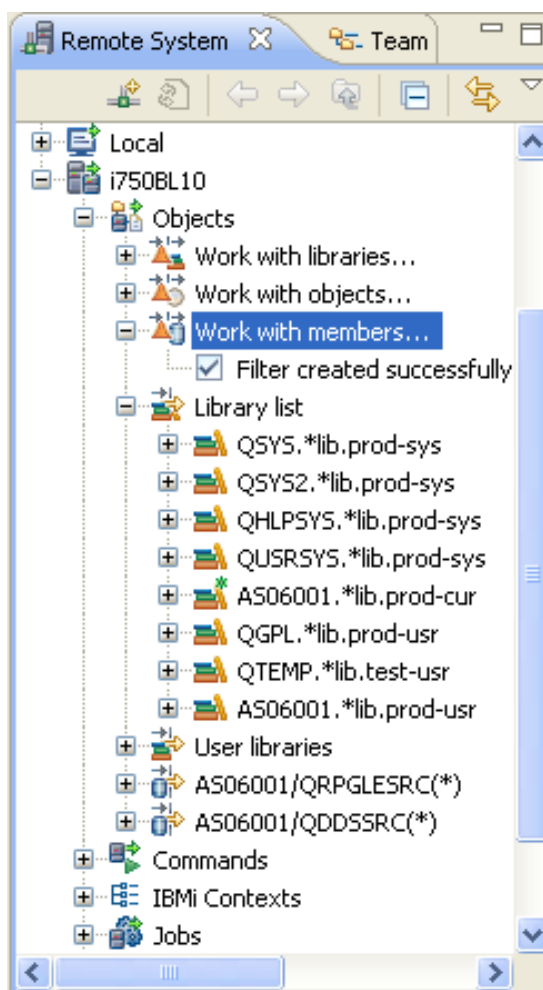 Remote System Team
Local
i750BL10
Objects
Work with libraries...
Work with objects...
Work with members...
Filter created successfully
Library list
QSYS.*lib.prod-sys
QSYS2.*lib.prod-sys
QHLPSYS.*lib.prod-sys
QUSRSYS.*lib.prod-sys
AS06001.*lib.prod-cur
QGPL.*lib.prod-usr
QTEMP.*lib.test-usr
AS06001.*lib.prod-usr
User libraries
AS06001/QRPGLESRC(*)
AS06001/QDDSSRC(*)
Commands
IBMi Contexts
Jobs